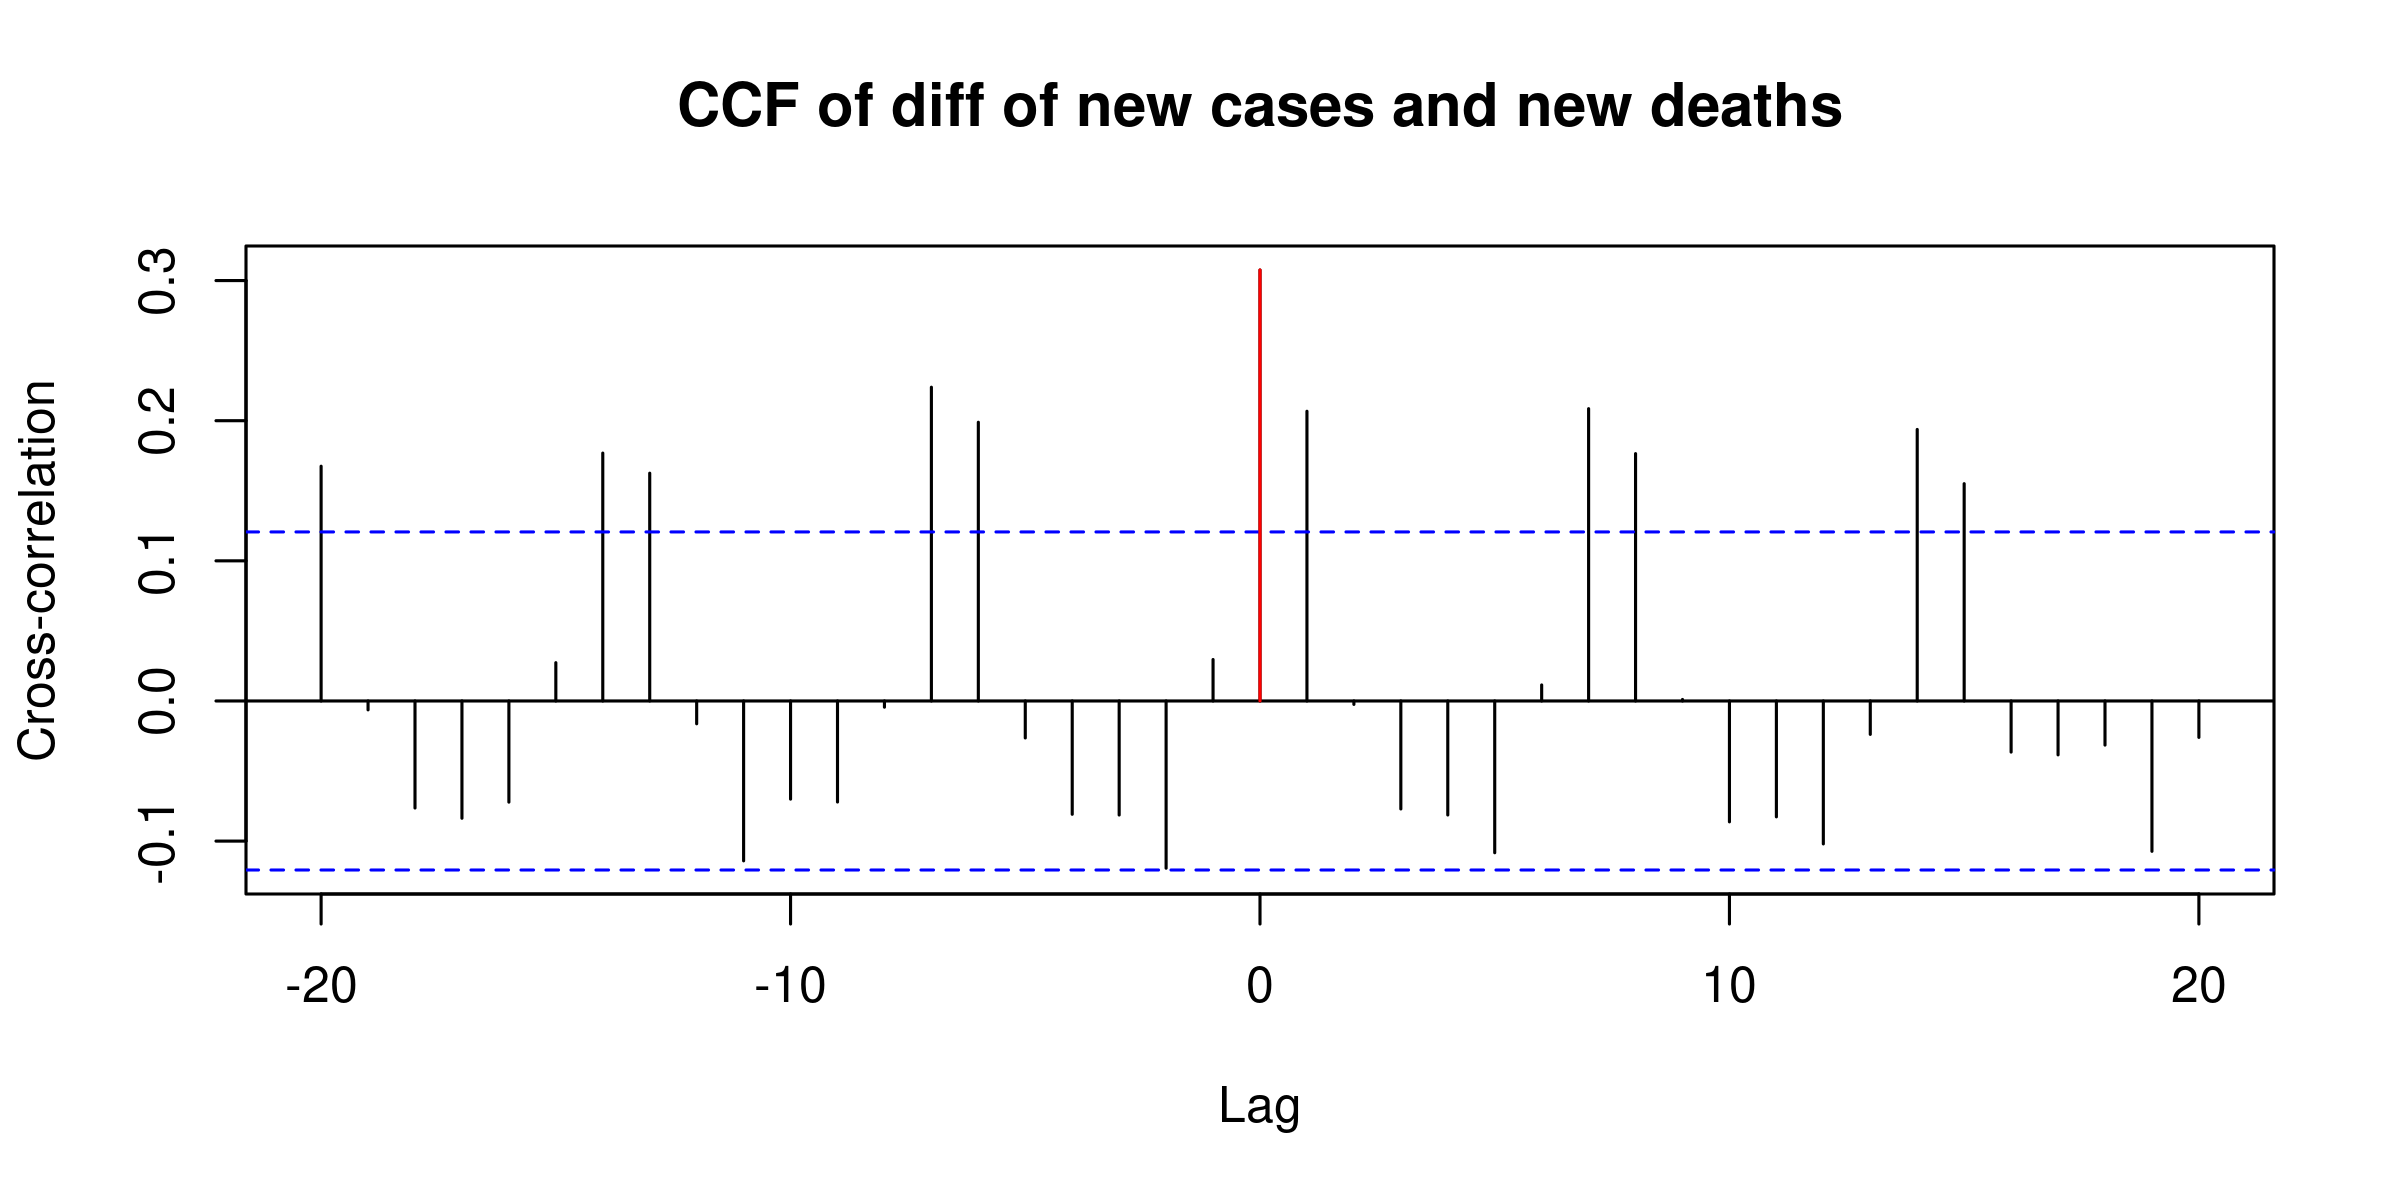 CCF of diff of new cases and new deaths
Cross-correlation
0.3
0.2
0.1
0.0
-0.1
-20 -10 0 10 20
Lag